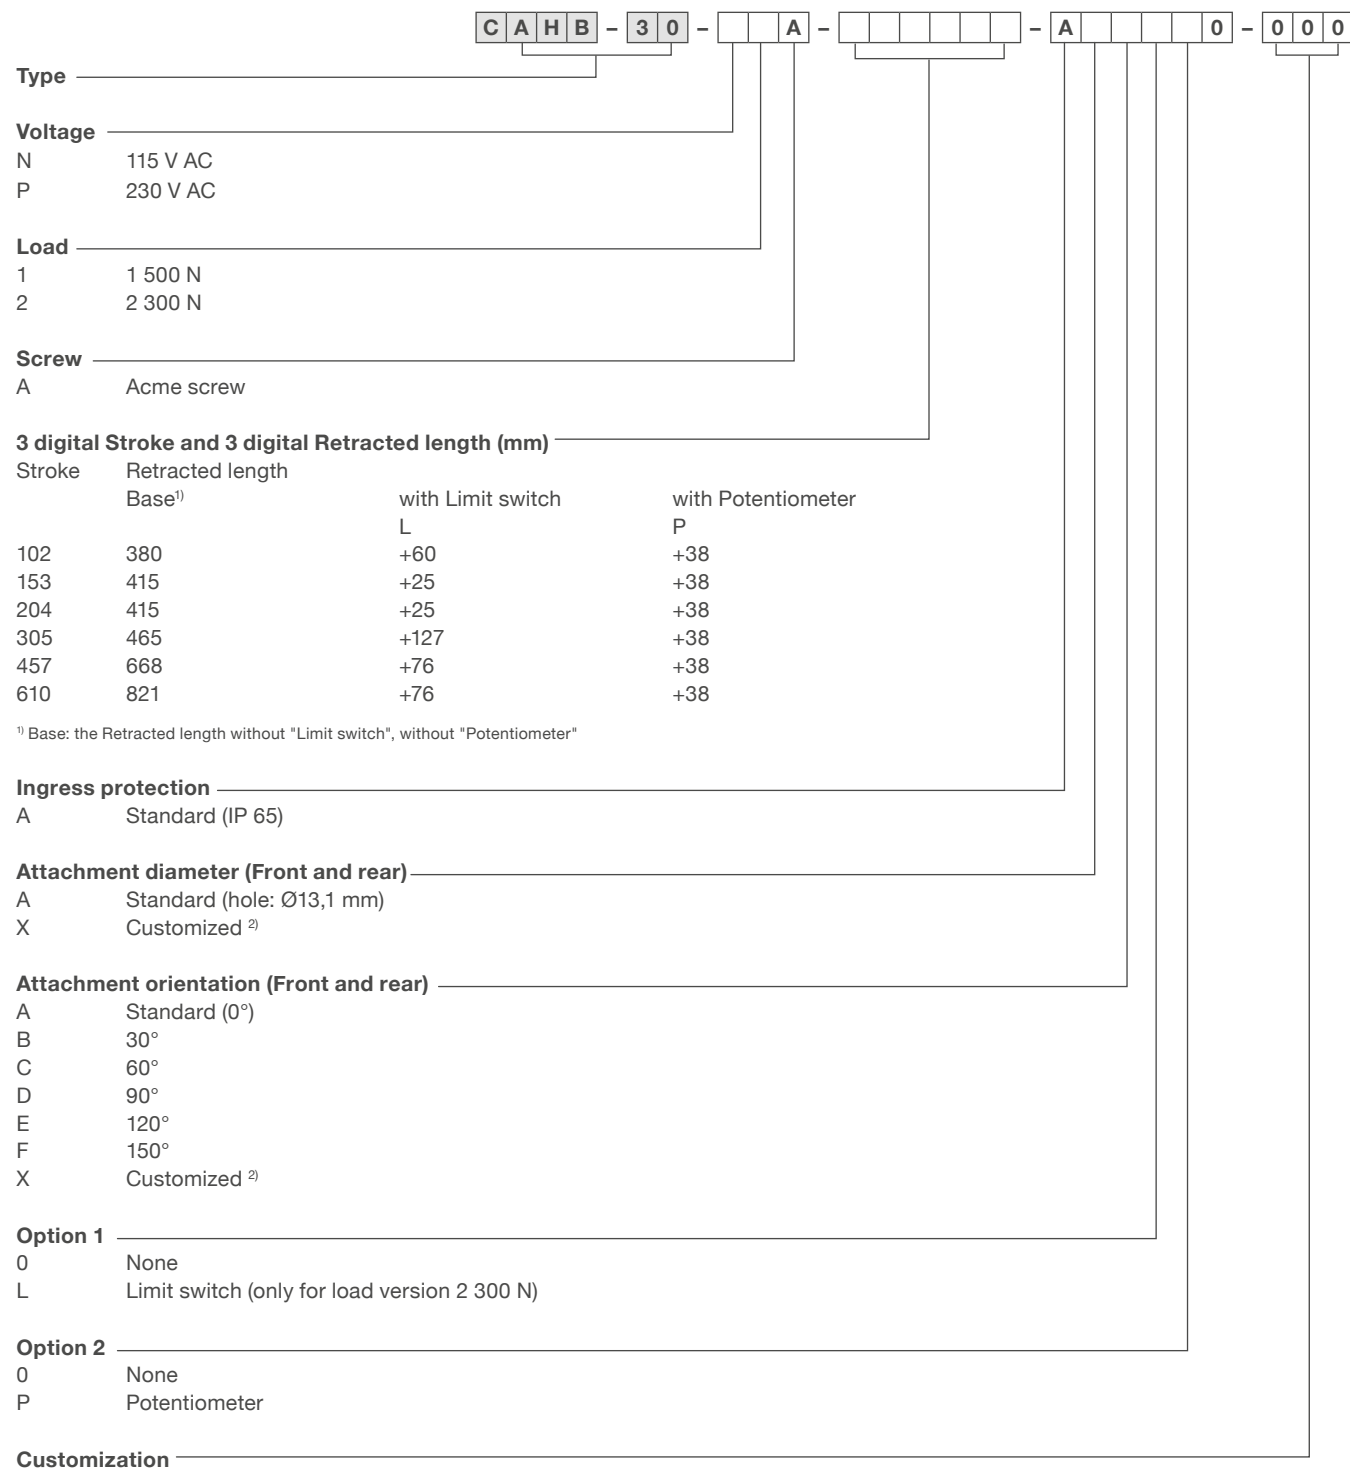 C A H B – 3 0 – A – – A 0 – 0 0 0
Type
Voltage
N 115 V AC
P 230 V AC
Load
1 1 500 N
2 2 300 N
Screw
A Acme screw
3 digital Stroke and 3 digital Retracted length (mm)
Stroke Retracted length
Base1) with Limit switch with Potentiometer
L P
102 380 +60 +38
153 415 +25 +38
204 415 +25 +38
305 465 +127 +38
457 668 +76 +38
610 821 +76 +38
1) Base: the Retracted length without "Limit switch", without "Potentiometer"
Ingress protection
A Standard (IP 65)
Attachment diameter (Front and rear)
A Standard (hole: Ø13,1 mm)
X Customized 2)
Attachment orientation (Front and rear)
A Standard (0°)
B 30°
C 60°
D 90°
E 120°
F 150°
X Customized 2)
Option 1
0 None
L Limit switch (only for load version 2 300 N)
Option 2
0 None
P Potentiometer
Customization